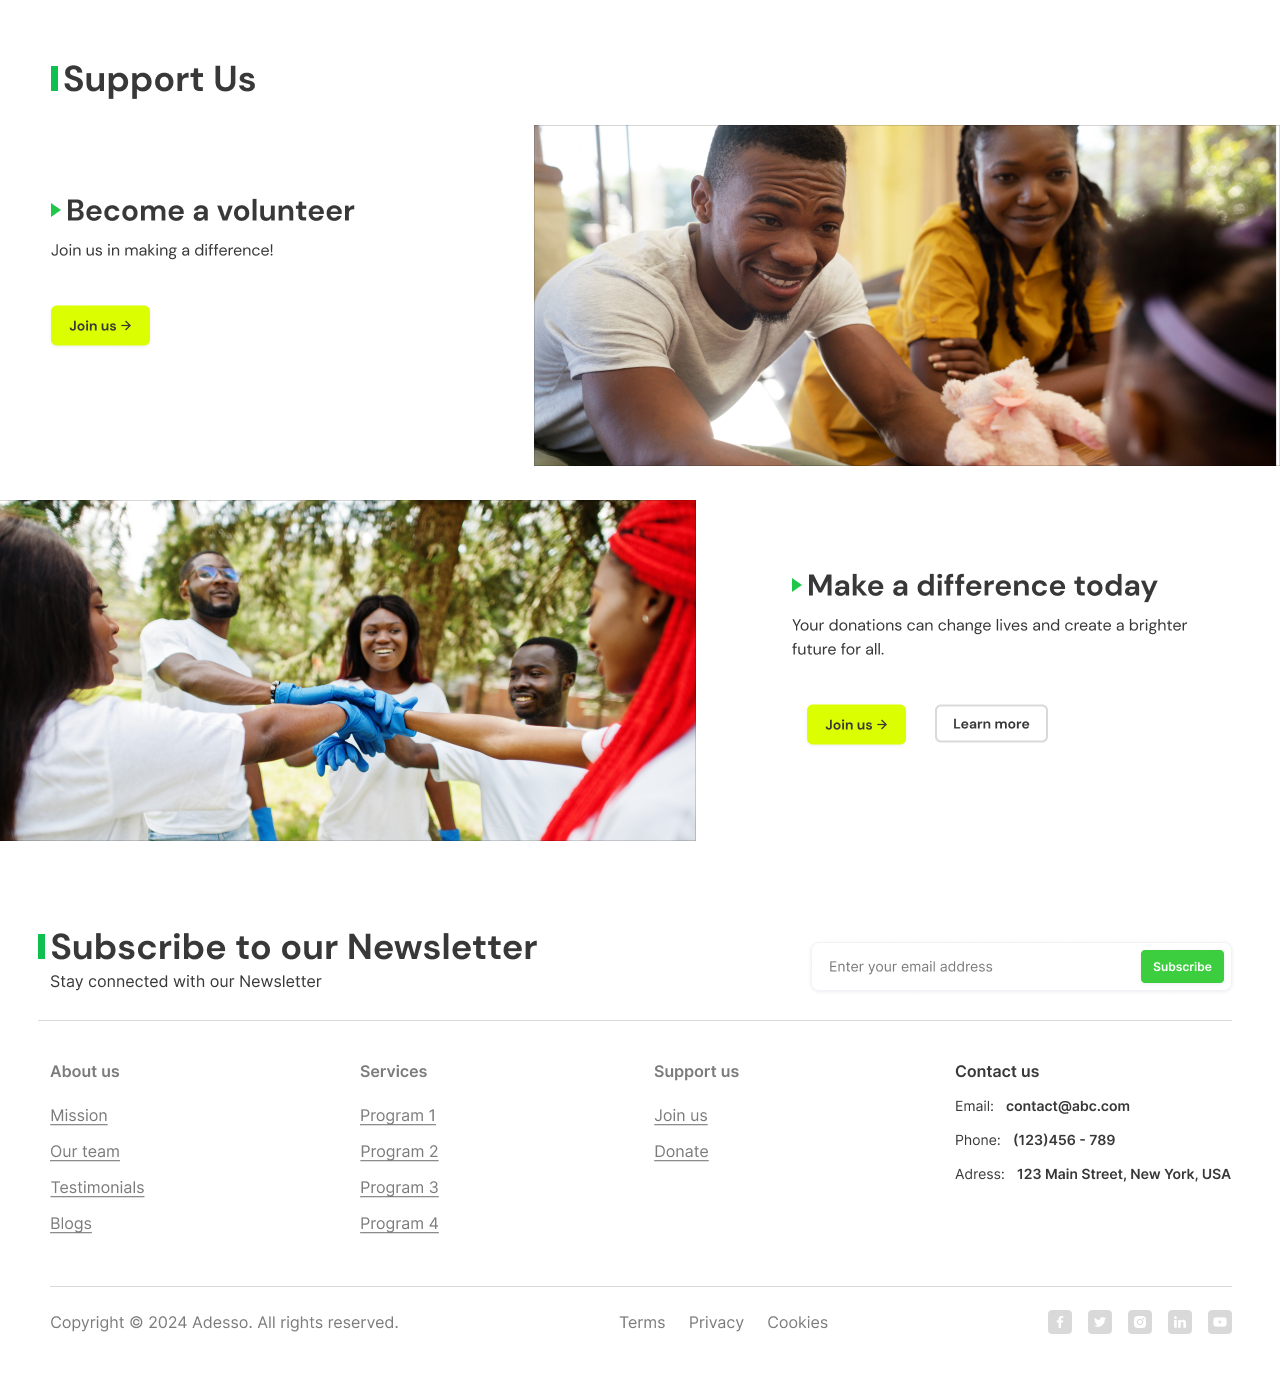 Support Us
Become a volunteer
Join us in making a difference!
Join us →
Make a difference today
Your donations can change lives and create a brighter
future for all.
Join us →
Learn more
Subscribe to our Newsletter
Stay connected with our Newsletter
Enter your email address
Subscribe
About us
Mission
Our team
Testimonials
Blogs
Services
Program 1
Program 2
Program 3
Program 4
Support us
Join us
Donate
Contact us
Email: contact@abc.com
Phone: (123)456 - 789
Adress: 123 Main Street, New York, USA
Copyright © 2024 Adesso. All rights reserved.
Terms Privacy Cookies